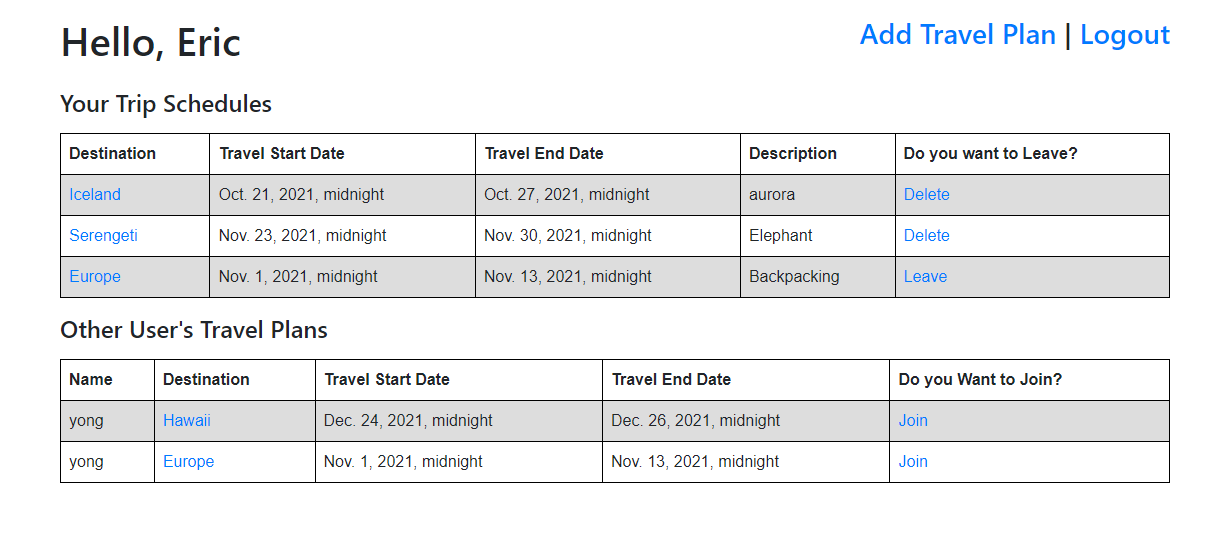 Hello, Eric
Add Travel Plan | Logout
Your Trip Schedules
Destination Travel Start Date Travel End Date Description Do you want to Leave?
Iceland Oct. 21, 2021, midnight Oct. 27, 2021, midnight aurora Delete
Serengeti Nov. 23, 2021, midnight Nov. 30, 2021, midnight Elephant Delete
Europe Nov. 1, 2021, midnight Nov. 13, 2021, midnight Backpacking Leave
Other User's Travel Plans
Name Destination Travel Start Date Travel End Date Do you Want to Join?
yong Hawaii Dec. 24, 2021, midnight Dec. 26, 2021, midnight Join
yong Europe Nov. 1, 2021, midnight Nov. 13, 2021, midnight Join